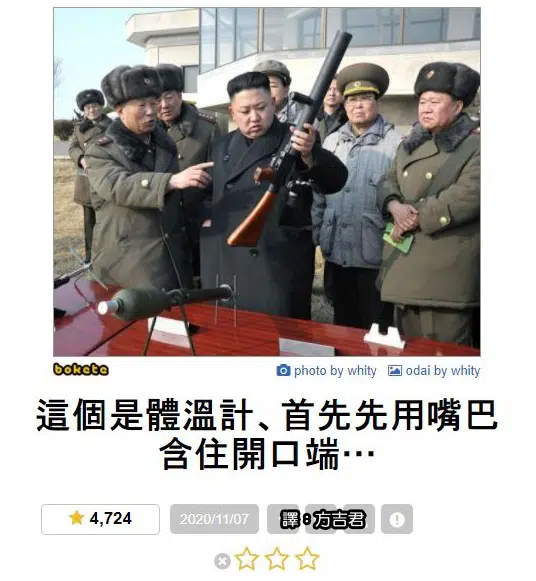 bokete
photo by whity odai by whity
這個是體溫計、首先先用嘴巴
含住開口端…
4,724 2020/11/07 譯8方吉君